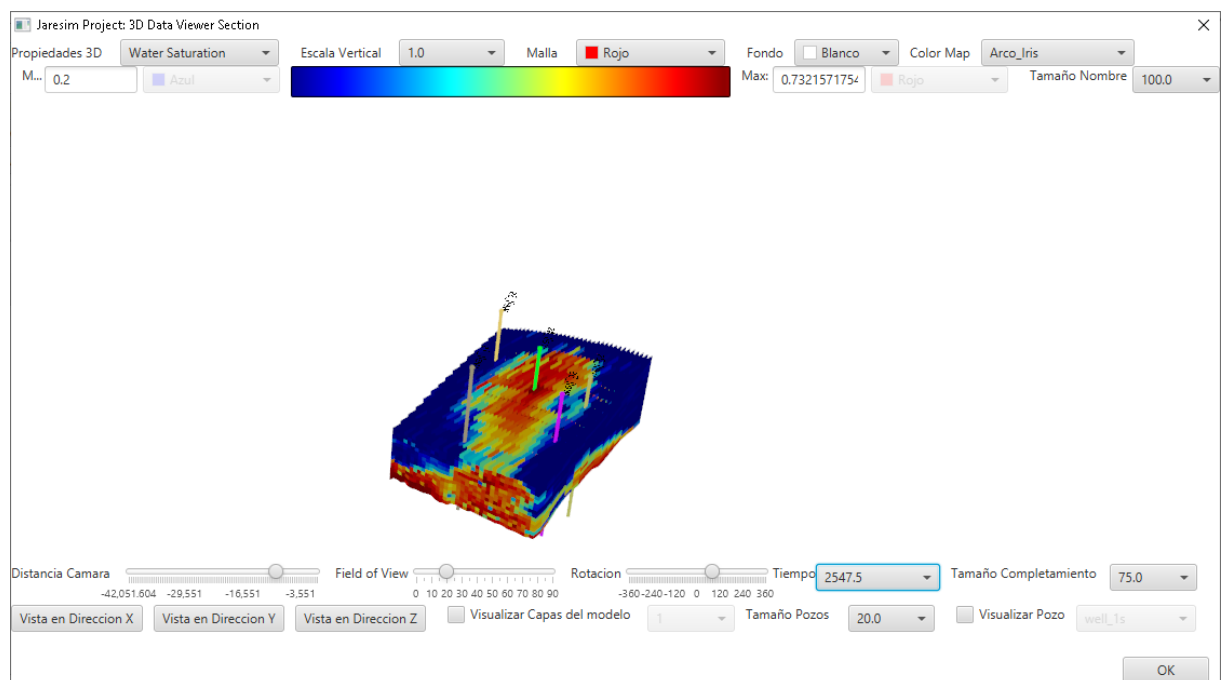 Jaresim Project: 3D Data Viewer Section
Propiedades 3D Water Saturation Escala Vertical 1.0 Malla Rojo Fondo Blanco Color Map Arco_Iris
M... 0.2 Azul Max: 0.7321571754 Rojo Tamaño Nombre 100.0
Distancia Camara Field of View Rotacion Tiempo 2547.5 Tamaño Completamiento 75.0
-42,051.604 -29,551 -16,551 -3,551 0 10 20 30 40 50 60 70 80 90 -360-240-120 0 120 240 360
Vista en Direccion X Vista en Direccion Y Vista en Direccion Z Visualizar Capas del modelo 1 Tamaño Pozos 20.0 Visualizar Pozo well_1s
OK